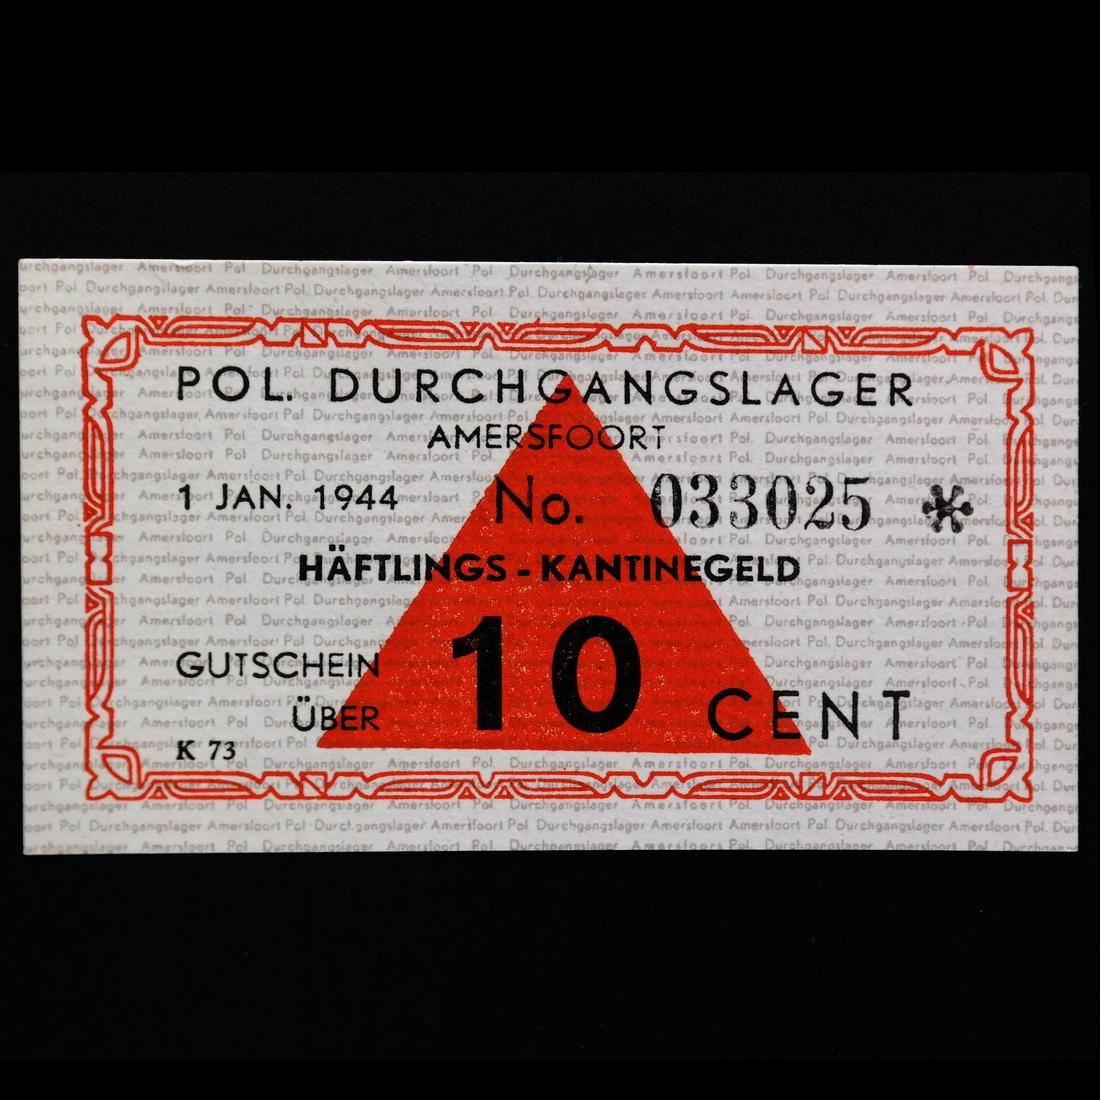 POL. DURCHGANGSLAGER
AMERSFOORT
1 JAN. 1944 No. 033025 *
HÄFTLINGS - KANTINEGELD
GUTSCHEIN
ÜBER 10 CENT
K 73